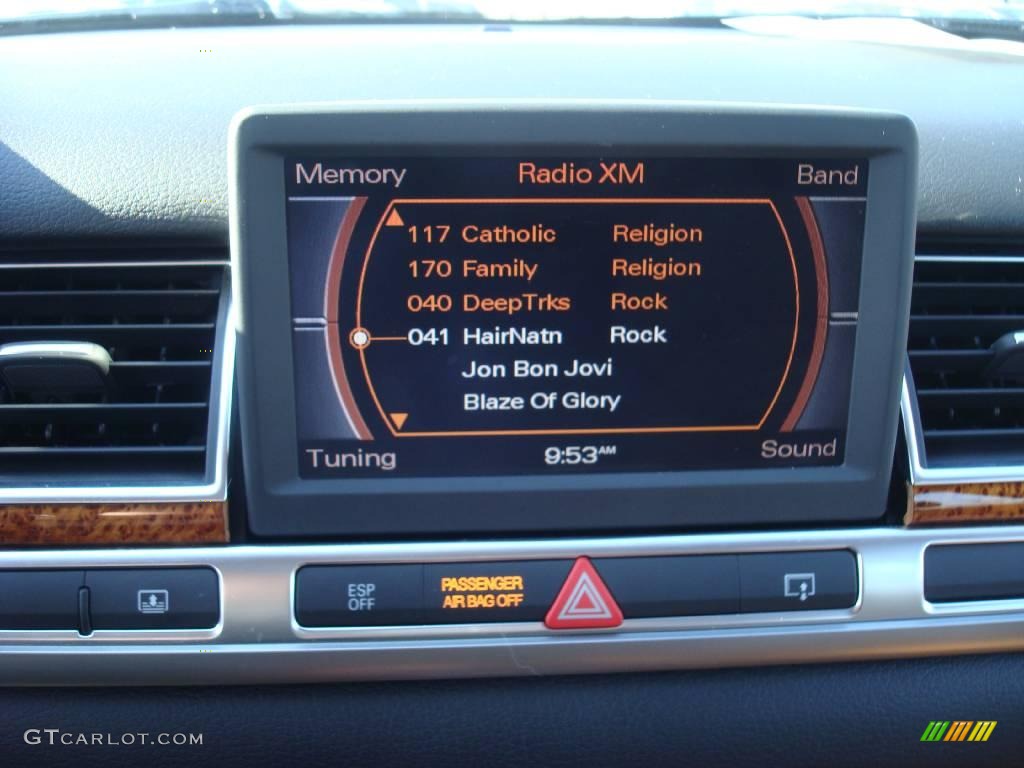 Memory Radio XM Band
117 Catholic Religion
170 Family Religion
040 DeepTrks Rock
041 HairNatn Rock
Jon Bon Jovi
Blaze Of Glory
Tuning 9:53AM Sound
ESP
OFF
PASSENGER
AIR BAG OFF
GTCARLOT.COM